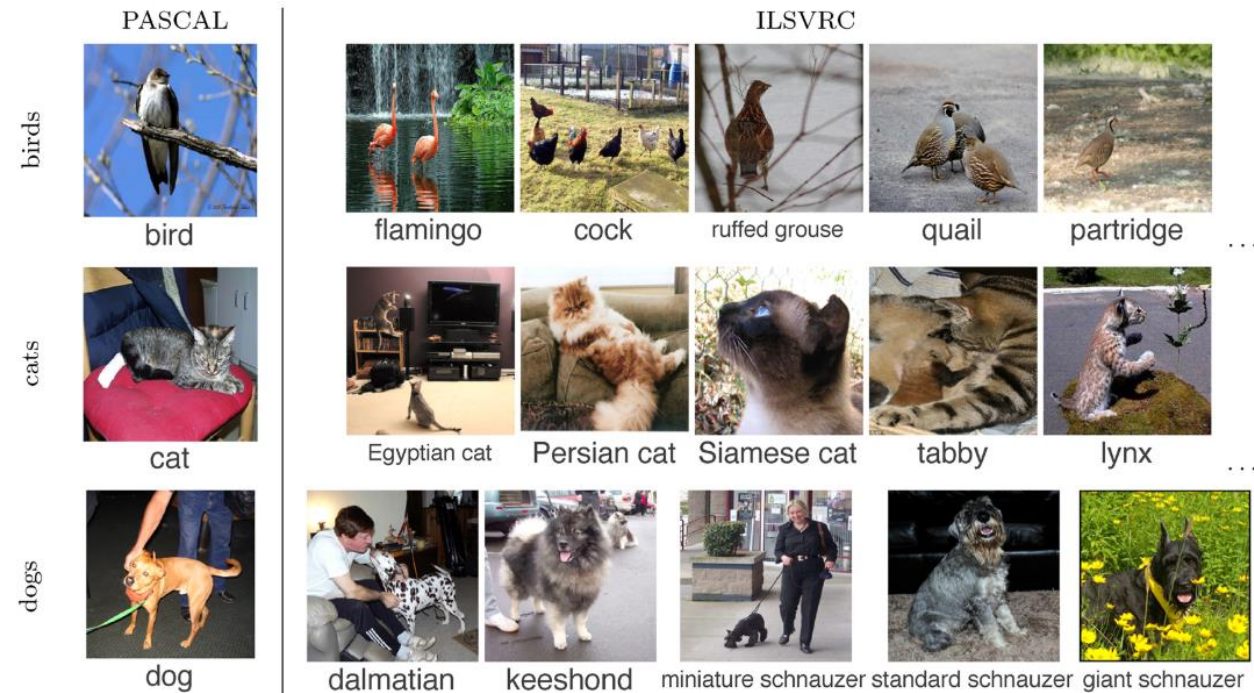 PASCAL
ILSVRC
birds
bird
flamingo
cock
ruffed grouse
quail
partridge
...
cats
cat
Egyptian cat
Persian cat
Siamese cat
tabby
lynx
...
dogs
dog
dalmatian
keeshond
miniature schnauzer
standard schnauzer
giant schnauzer